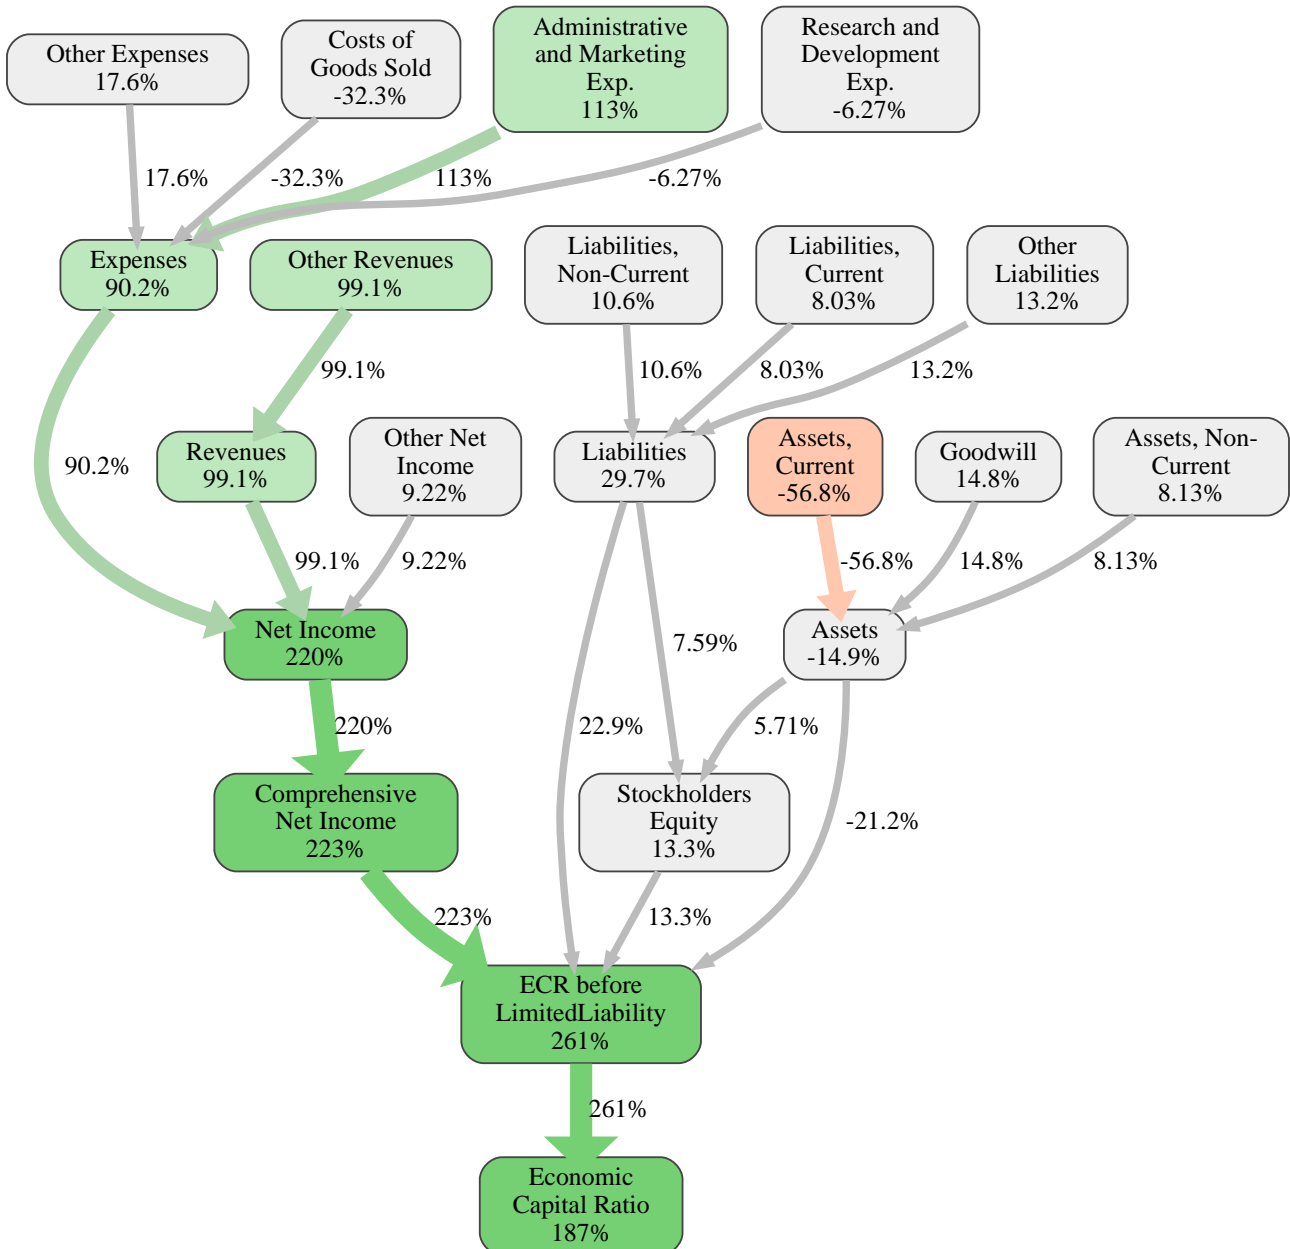 Other Expenses
17.6%
Costs of
Goods Sold
-32.3%
Administrative
and Marketing
Exp.
113%
Research and
Development
Exp.
-6.27%
17.6%
-32.3%
113%
-6.27%
Expenses
90.2%
Other Revenues
99.1%
Liabilities,
Non-Current
10.6%
Liabilities,
Current
8.03%
Other
Liabilities
13.2%
99.1%
10.6%
8.03%
13.2%
90.2%
Revenues
99.1%
Other Net
Income
9.22%
Liabilities
29.7%
Assets,
Current
-56.8%
Goodwill
14.8%
Assets, Non-
Current
8.13%
99.1%
9.22%
-56.8%
14.8%
8.13%
Net Income
220%
7.59%
Assets
-14.9%
220%
22.9%
5.71%
Comprehensive
Net Income
223%
Stockholders
Equity
13.3%
-21.2%
223%
13.3%
ECR before
LimitedLiability
261%
261%
Economic
Capital Ratio
187%